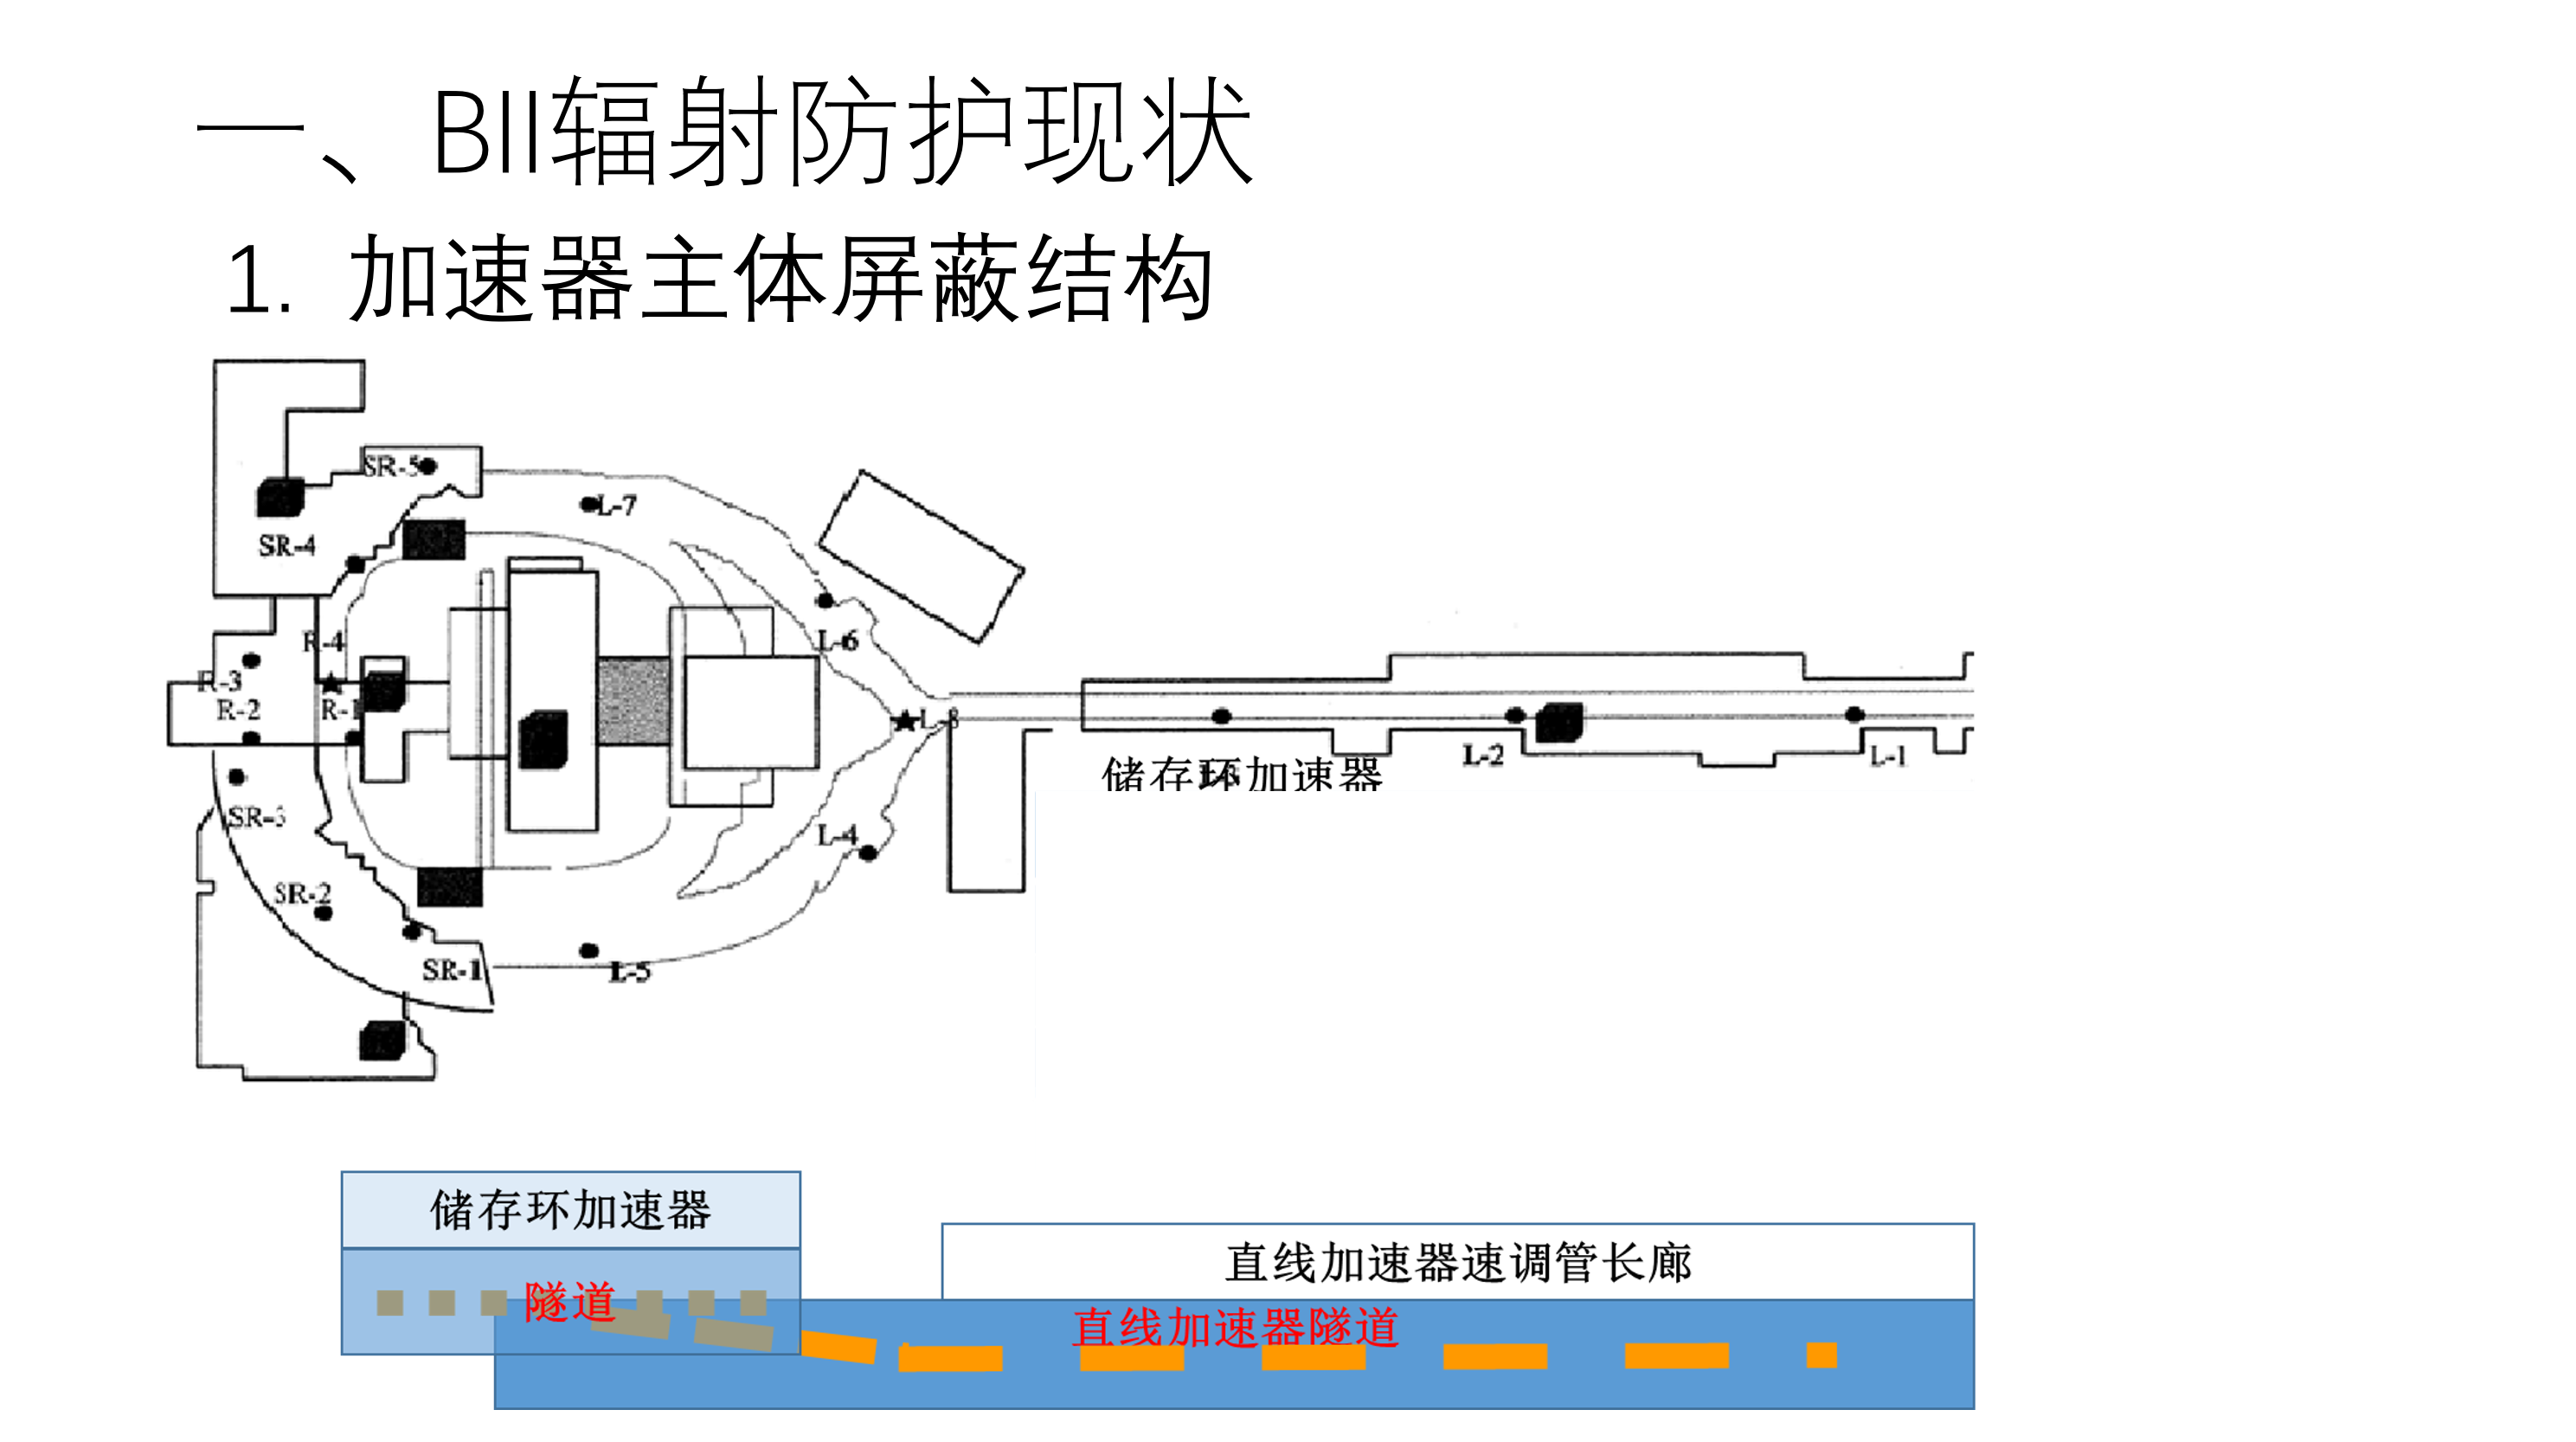 一、BII辐射防护现状
1. 加速器主体屏蔽结构
SR-5
L-7
SR-4
R-4
L-6
R-3
R-2
R-1
L-8
L-2
L-1
储存环加速器
SR-3
L-4
SR-2
SR-1
L-5
储存环加速器
隧道
直线加速器速调管长廊
直线加速器隧道